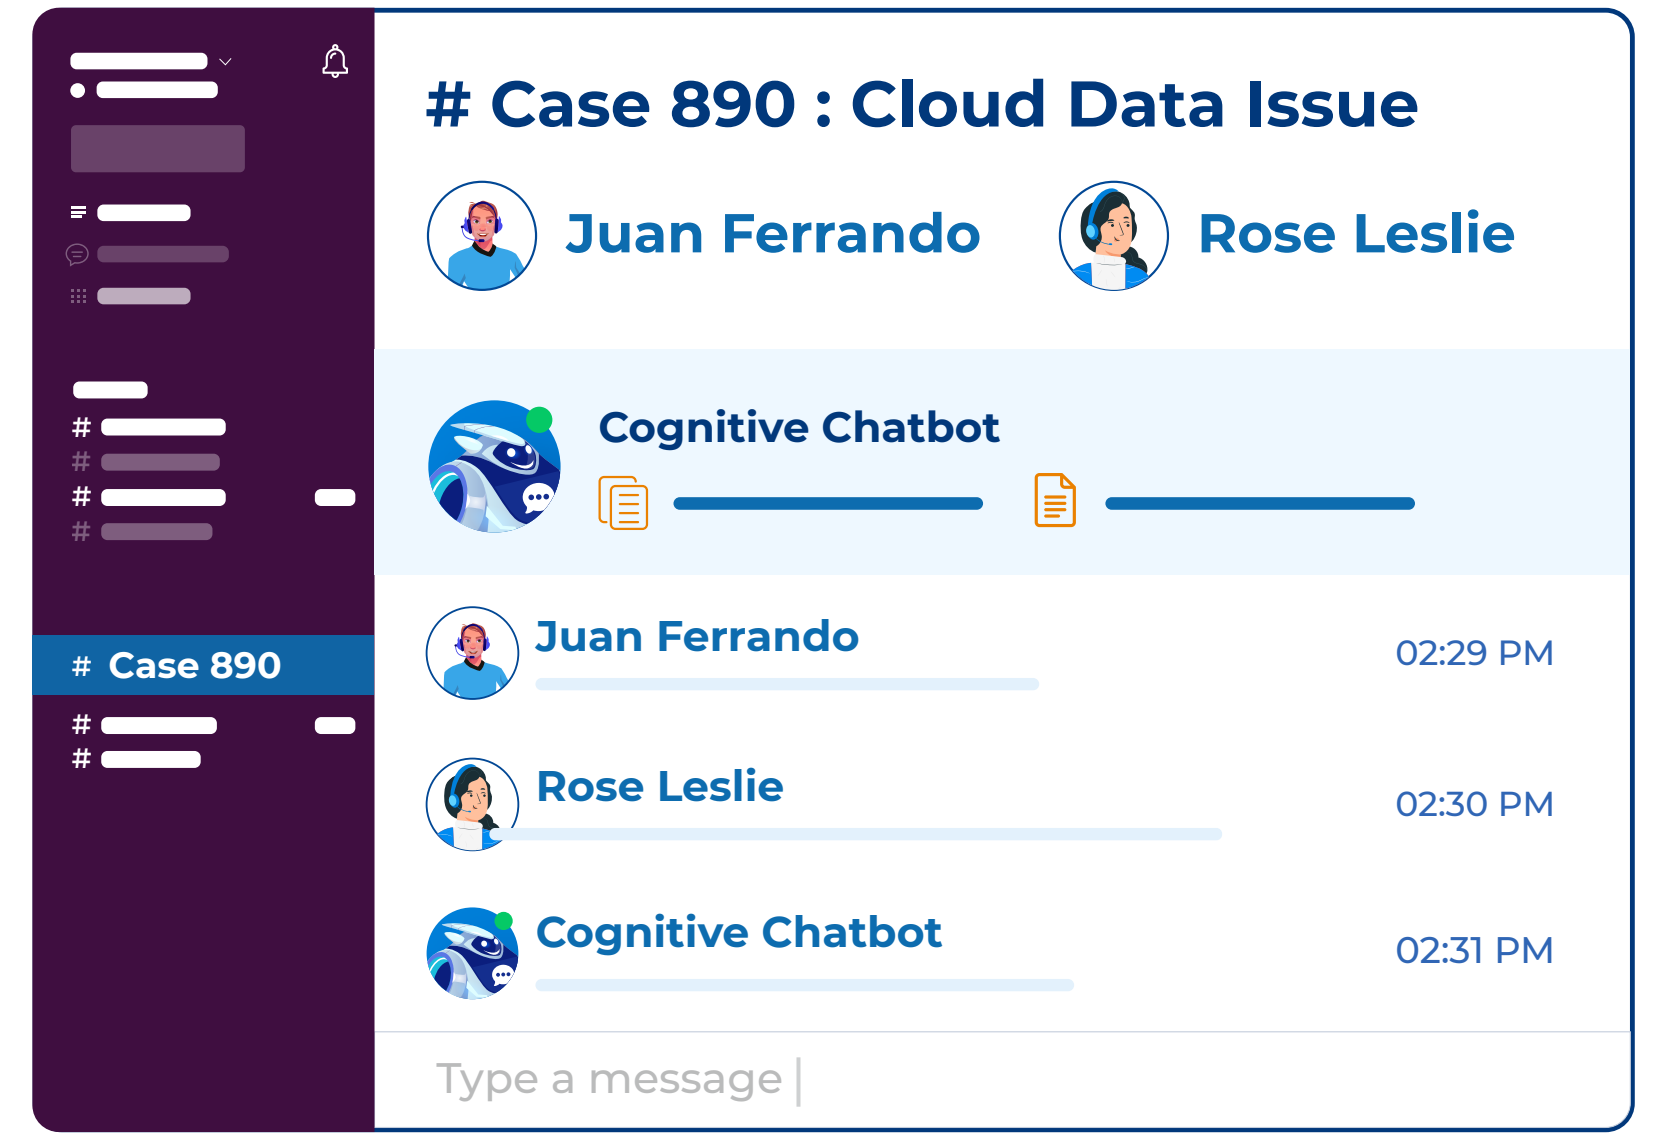 # Case 890 : Cloud Data Issue
Juan Ferrando
Rose Leslie
Cognitive Chatbot
#
#
#
#
# Case 890
#
#
Juan Ferrando
02:29 PM
Rose Leslie
02:30 PM
Cognitive Chatbot
02:31 PM
Type a message